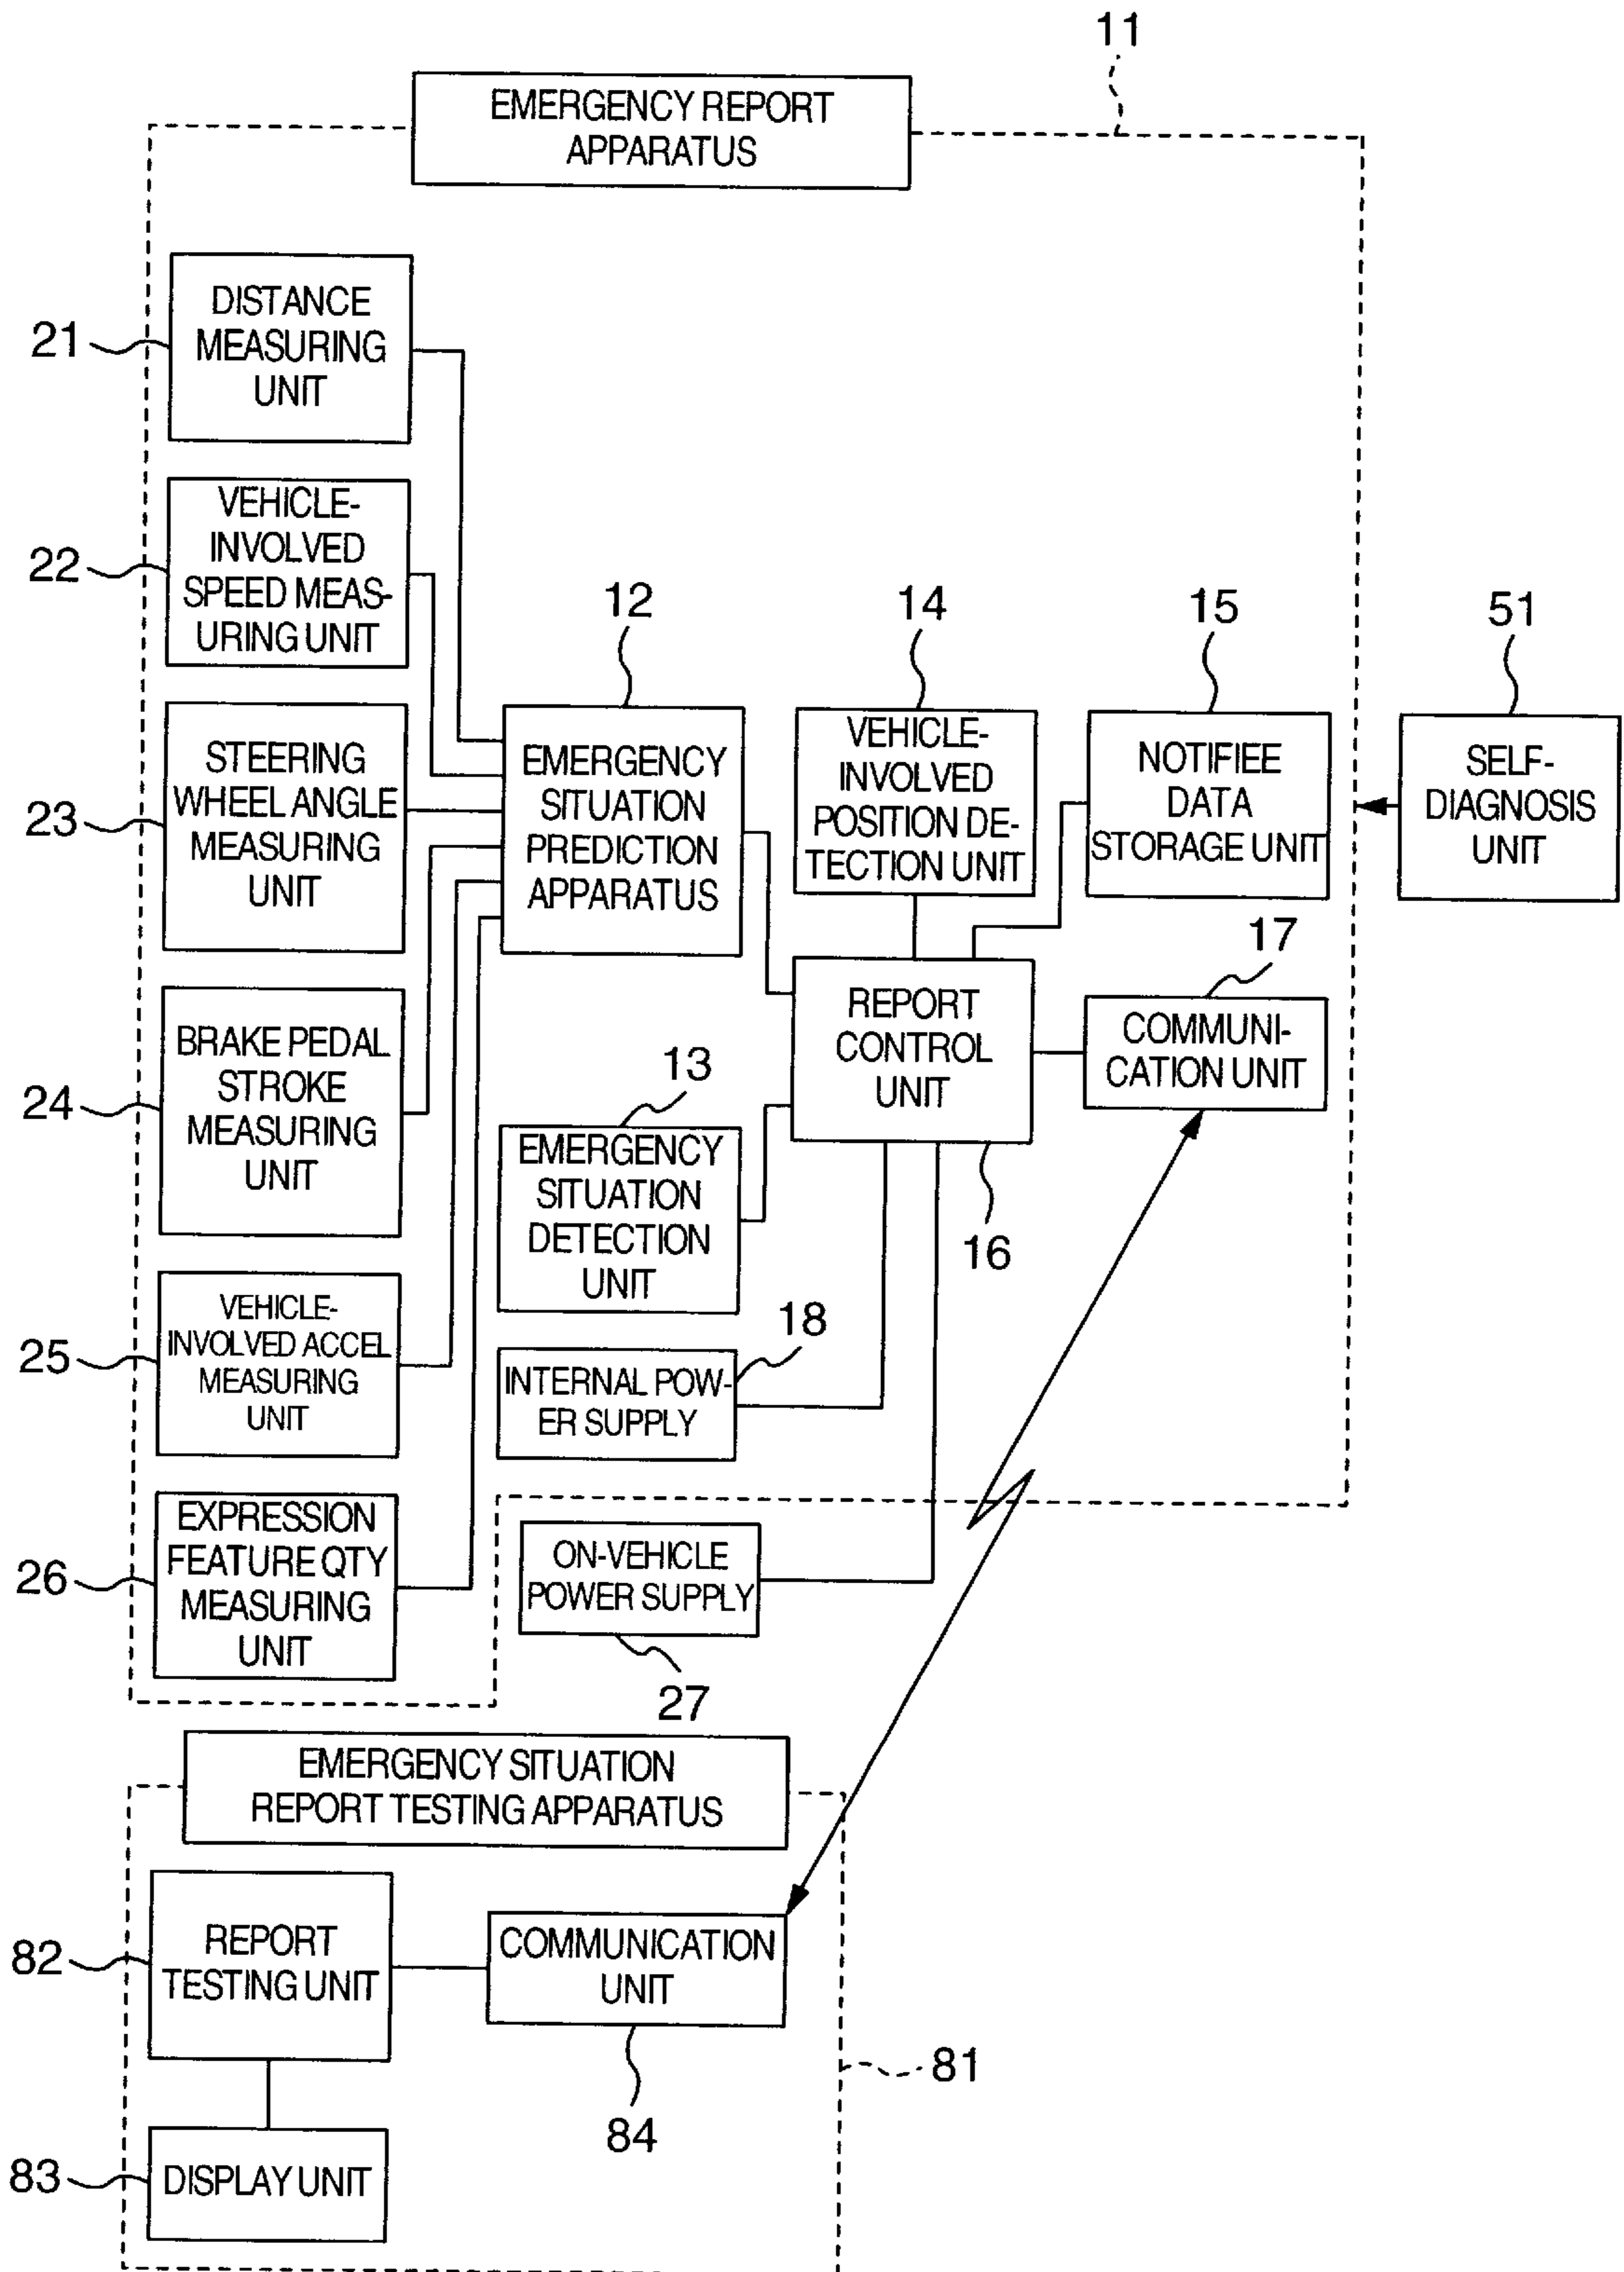 11
EMERGENCY REPORT
APPARATUS
21
DISTANCE
MEASURING
UNIT
22
VEHICLE-
INVOLVED
SPEED MEAS-
URING UNIT
23
STEERING
WHEEL ANGLE
MEASURING
UNIT
24
BRAKE PEDAL
STROKE
MEASURING
UNIT
25
VEHICLE-
INVOLVED ACCEL
MEASURING
UNIT
26
EXPRESSION
FEATURE QTY
MEASURING
UNIT
12
EMERGENCY
SITUATION
PREDICTION
APPARATUS
14
VEHICLE-
INVOLVED
POSITION DE-
TECTION UNIT
15
NOTIFIEE
DATA
STORAGE UNIT
51
SELF-
DIAGNOSIS
UNIT
REPORT
CONTROL
UNIT
16
17
COMMUNI-
CATION UNIT
13
EMERGENCY
SITUATION
DETECTION
UNIT
18
INTERNAL POW-
ER SUPPLY
ON-VEHICLE
POWER SUPPLY
27
EMERGENCY SITUATION
REPORT TESTING APPARATUS
82
REPORT
TESTING UNIT
COMMUNICATION
UNIT
84
81
83
DISPLAY UNIT